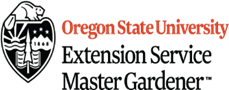 Oregon State University
Extension Service
Master Gardener™